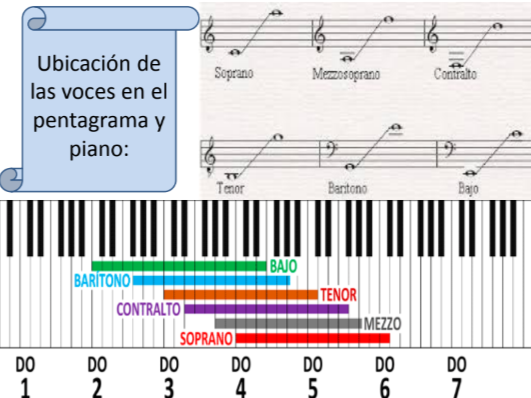 Ubicación de
las voces en el
pentagrama y
piano:
Soprano
Mezzosoprano
Contralto
Tenor
Baritono
Bajo
BAJO
BARÍTONO
TENOR
CONTRALTO
MEZZO
SOPRANO
DO DO DO DO DO DO DO
1 2 3 4 5 6 7